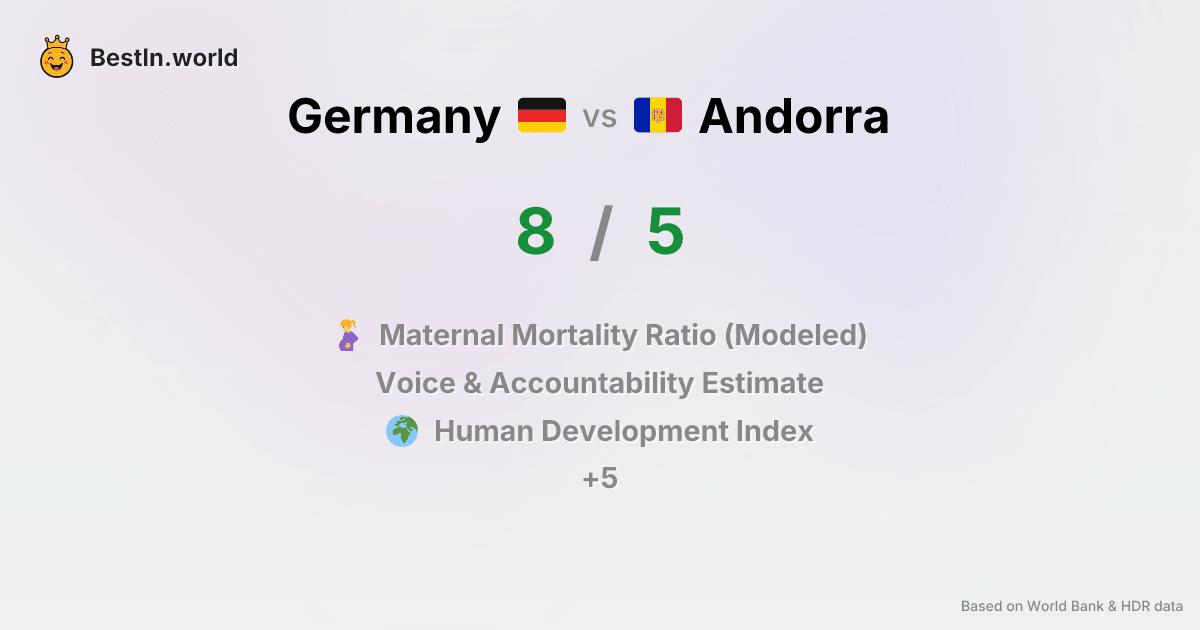 BestIn.world
Germany vs Andorra
8 / 5
Maternal Mortality Ratio (Modeled)
Voice & Accountability Estimate
Human Development Index
+5
Based on World Bank & HDR data